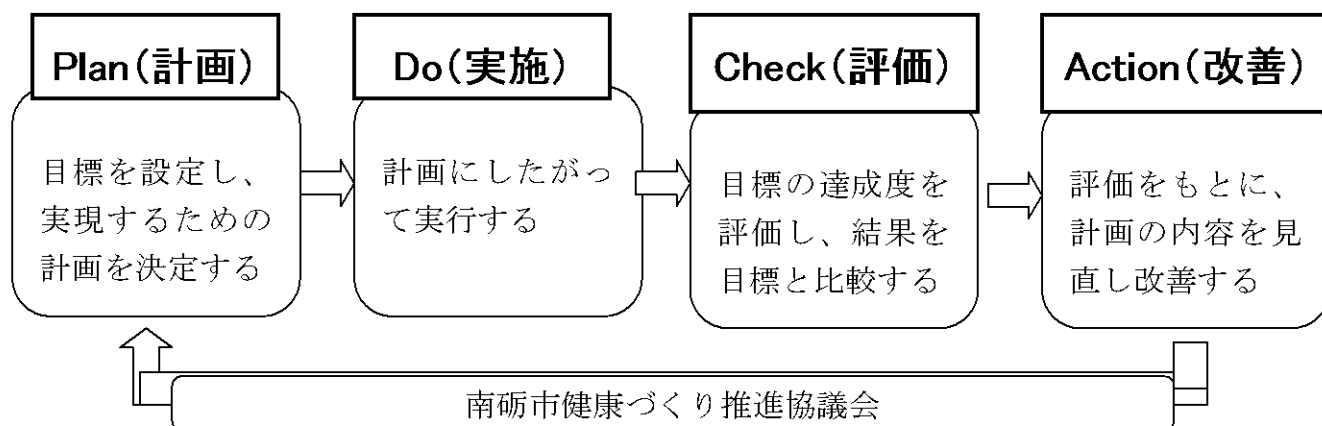 Plan(計画)
目標を設定し、
実現するための
計画を決定する
Do(実施)
計画にしたがっ
て実行する
Check(評価)
目標の達成度を
評価し、結果を
目標と比較する
Action(改善)
評価をもとに、
計画の内容を見
直し改善する
南砺市健康づくり推進協議会